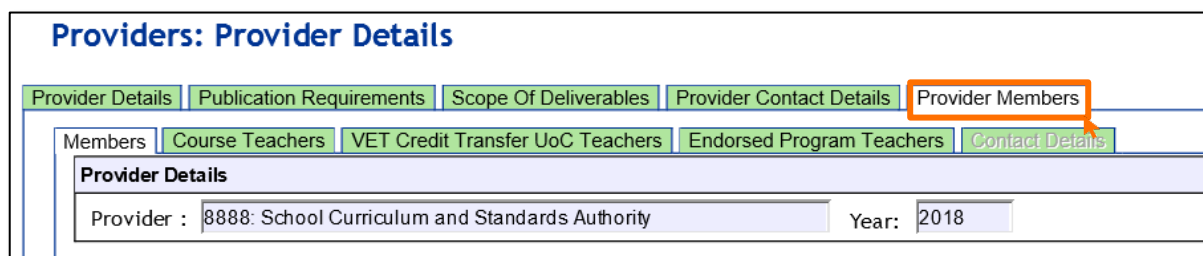 Providers: Provider Details
Provider Details Publication Requirements Scope Of Deliverables Provider Contact Details Provider Members
Members Course Teachers VET Credit Transfer UoC Teachers Endorsed Program Teachers Contact Details
Provider Details
Provider : 8888: School Curriculum and Standards Authority Year: 2018